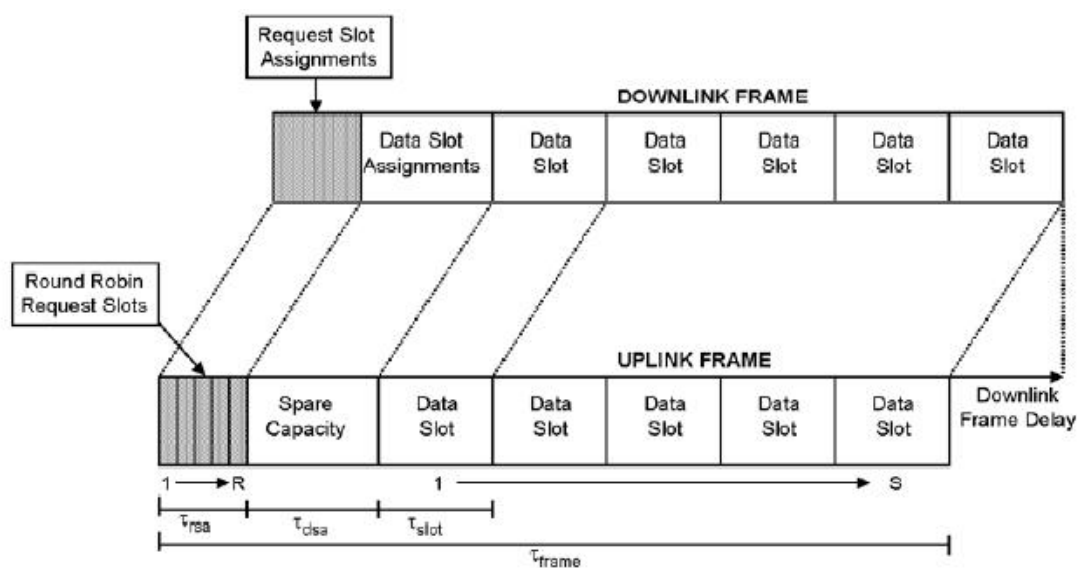 Request Slot
Assignments
DOWNLINK FRAME
Data Slot
Assignments
Data
Slot
Data
Slot
Data
Slot
Data
Slot
Data
Slot
Round Robin
Request Slots
UPLINK FRAME
Spare
Capacity
Data
Slot
Data
Slot
Data
Slot
Data
Slot
Data
Slot
Downlink
Frame Delay
1 R 1 S
τrsa τdsa τslot
τframe